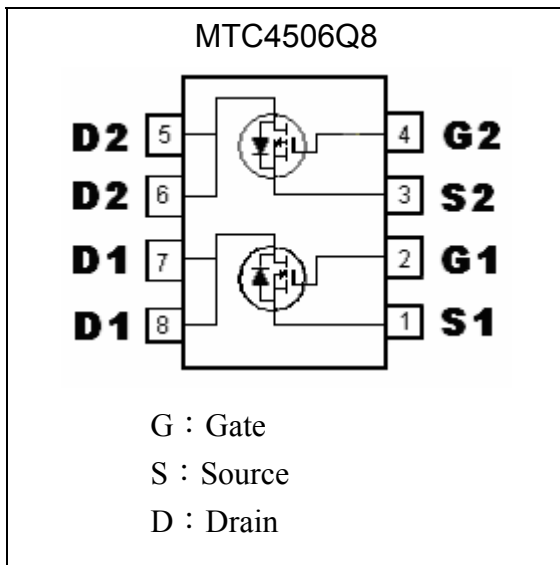 MTC4506Q8
D2 5 4 G2
D2 6 3 S2
D1 7 2 G1
D1 8 1 S1
G：Gate
S：Source
D：Drain